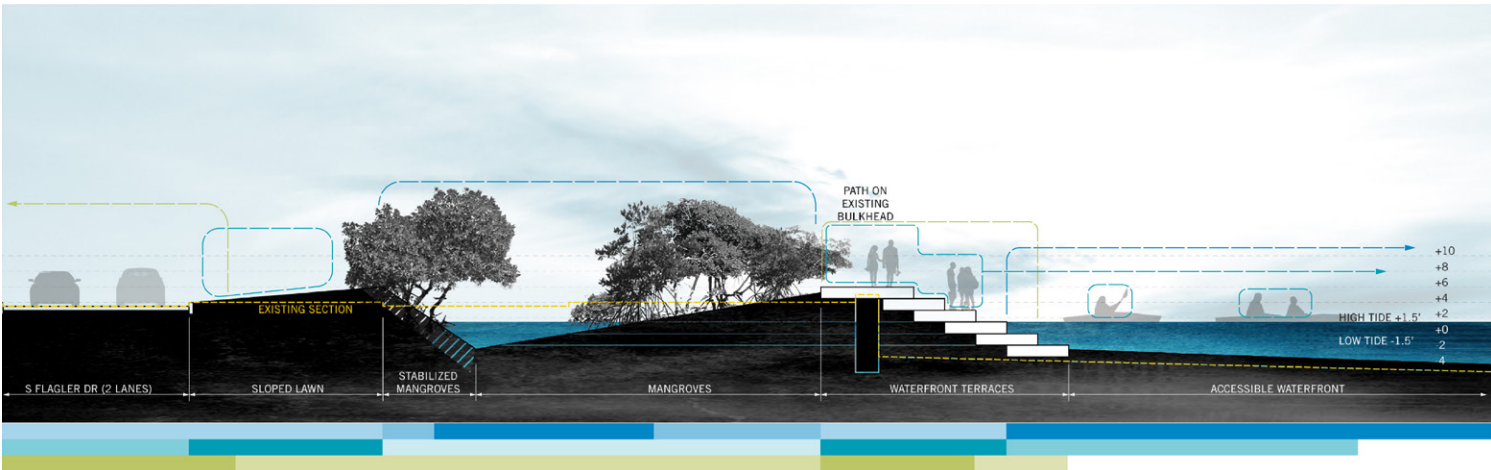 PATH ON
EXISTING
BULKHEAD
+10
+8
+6
+4
+2
HIGH TIDE +1.5'
+0
LOW TIDE -1.5'
2
4
EXISTING SECTION
S FLAGLER DR (2 LANES)
SLOPED LAWN
STABILIZED
MANGROVES
MANGROVES
WATERFRONT TERRACES
ACCESSIBLE WATERFRONT